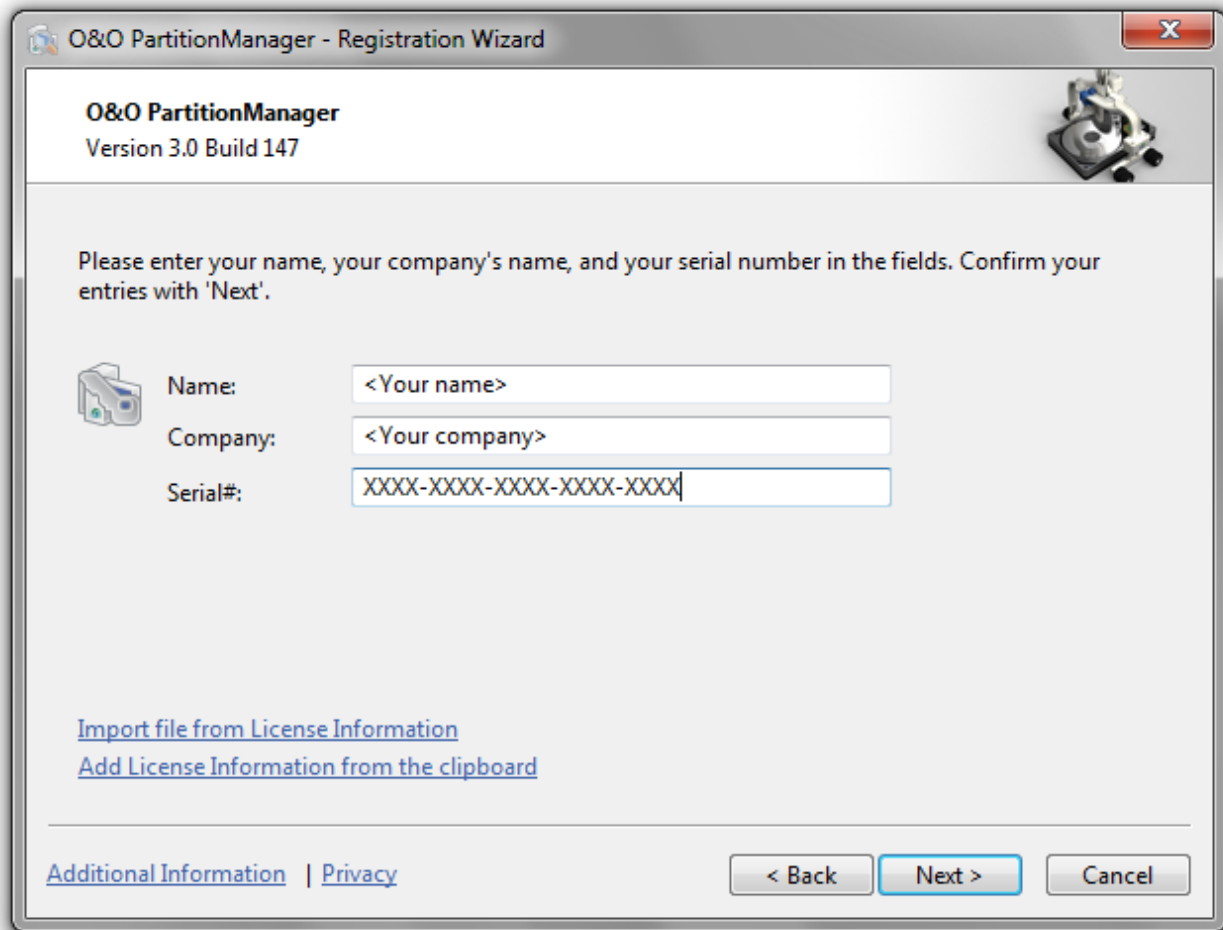 O&O PartitionManager - Registration Wizard
O&O PartitionManager
Version 3.0 Build 147
Please enter your name, your company's name, and your serial number in the fields. Confirm your
entries with 'Next'.
Name: <Your name>
Company: <Your company>
Serial#: XXXX-XXXX-XXXX-XXXX-XXXX
Import file from License Information
Add License Information from the clipboard
Additional Information | Privacy < Back Next > Cancel